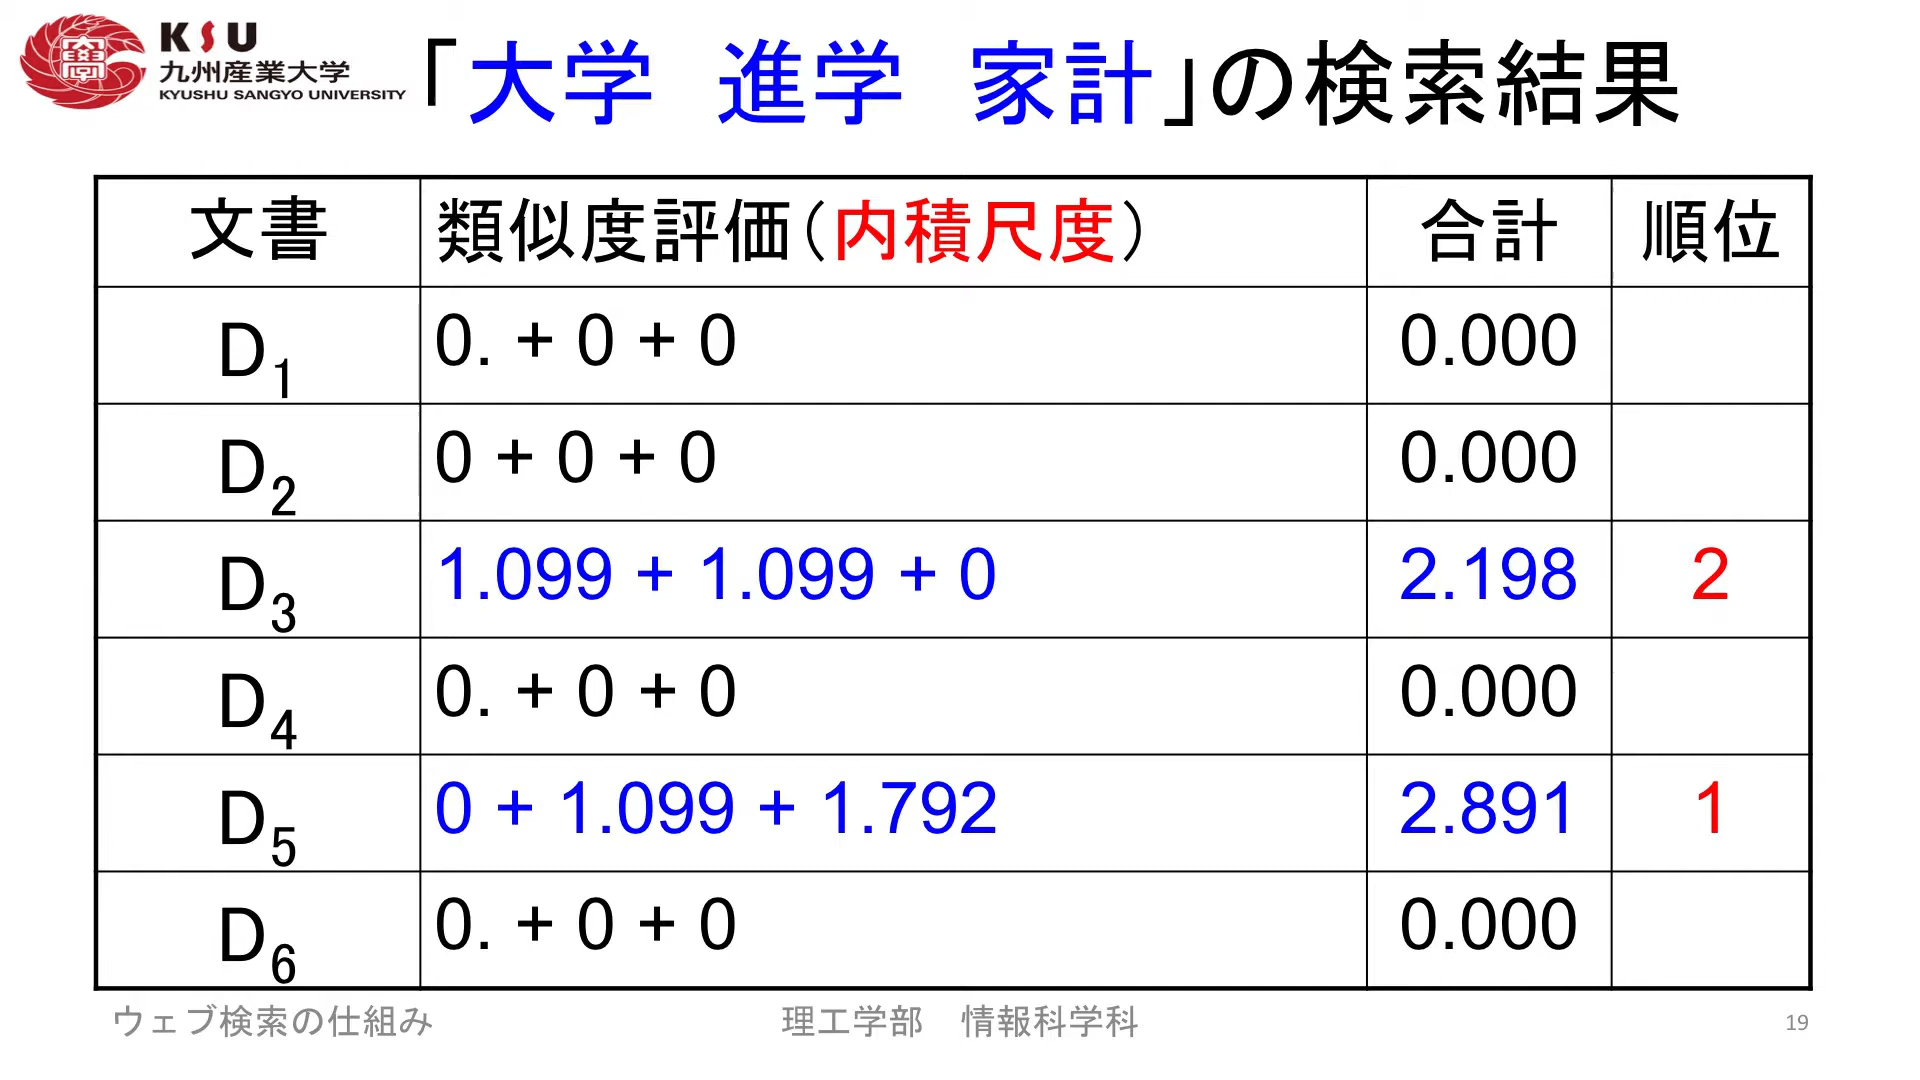 KSU
九州産業大学
KYUSHU SANGYO UNIVERSITY
「大学　進学　家計」の検索結果
文書 類似度評価（内積尺度） 合計 順位
D1 0. + 0 + 0 0.000
D2 0 + 0 + 0 0.000
D3 1.099 + 1.099 + 0 2.198 2
D4 0. + 0 + 0 0.000
D5 0 + 1.099 + 1.792 2.891 1
D6 0. + 0 + 0 0.000
ウェブ検索の仕組み 理工学部　情報科学科 19